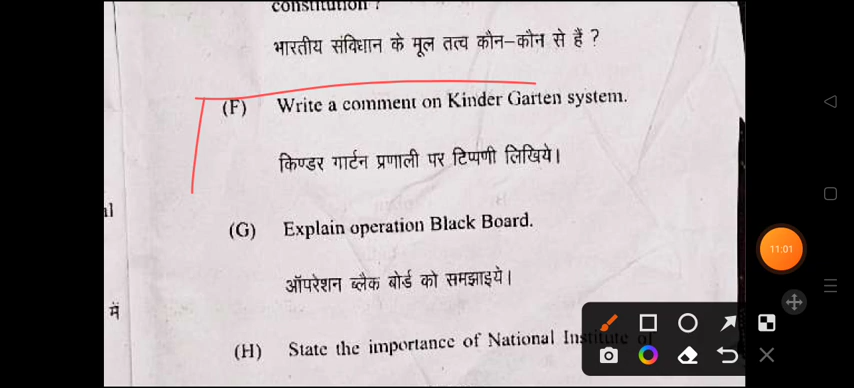 constitution ?
भारतीय संविधान के मूल तत्व कौन-कौन से हैं ?
(F) Write a comment on Kinder Garten system.
किण्डर गार्टन प्रणाली पर टिप्पणी लिखिये।
(G) Explain operation Black Board.
ऑपरेशन ब्लैक बोर्ड को समझाइये।
में
(H) State the importance of National Institute of
11:01